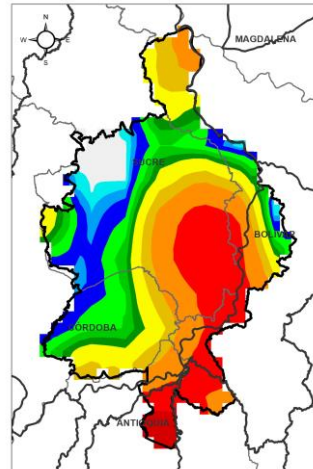 N
W E
S
MAGDALENA
SUCRE
BOLIVAR
CORDOBA
ANTIOQUIA